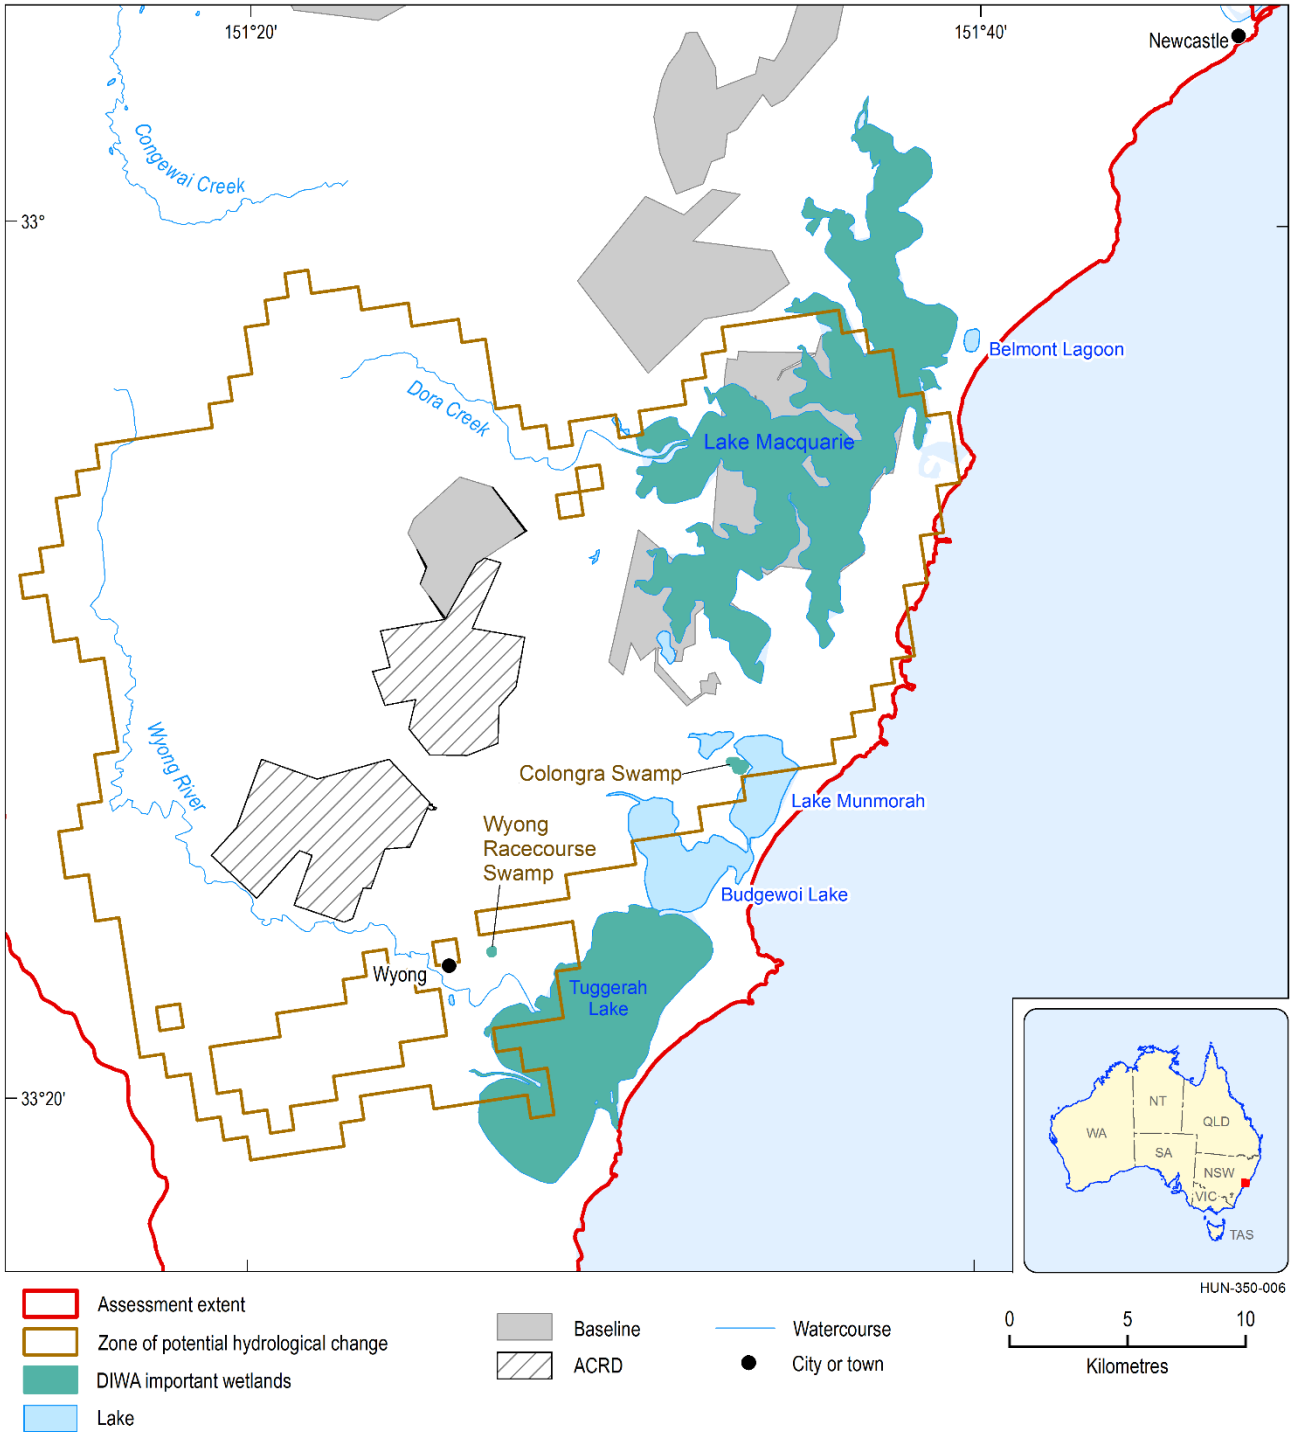 151°20'
151°40'
Newcastle
Congewai Creek
33°
Belmont Lagoon
Dora Creek
Lake Macquarie
Wyong River
Colongra Swamp
Lake Munmorah
Wyong
Racecourse
Swamp
Budgewoi Lake
Wyong
Tuggerah
Lake
33°20'
NT
QLD
WA
SA
NSW
VIC
TAS
HUN-350-006
Assessment extent
Zone of potential hydrological change
DIWA important wetlands
Lake
Baseline
ACRD
Watercourse
City or town
0 5 10
Kilometres